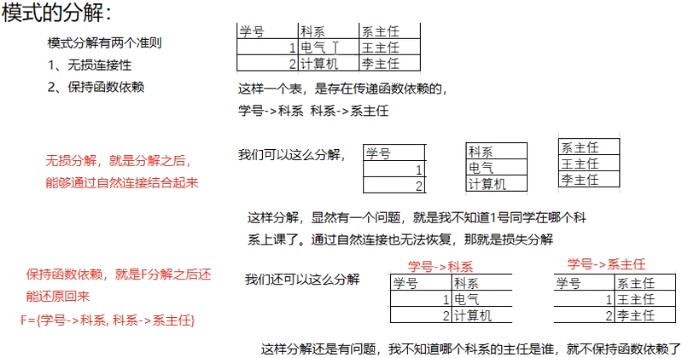 模式的分解：
模式分解有两个准则
1、无损连接性
2、保持函数依赖
学号 科系 系主任
1 电气 王主任
2 计算机 李主任
这样一个表，是存在传递函数依赖的，
学号->科系 科系->系主任
无损分解，就是分解之后，
能够通过自然连接结合起来
我们可以这么分解，
学号
1
2
科系
电气
计算机
系主任
王主任
李主任
这样分解，显然有一个问题，就是我不知道1号同学在哪个科
系上课了。通过自然连接也无法恢复，那就是损失分解
保持函数依赖，就是F分解之后还
能还原回来
F={学号->科系, 科系->系主任}
我们还可以这么分解
学号->科系
学号 科系
1 电气
2 计算机
学号->系主任
学号 系主任
1 王主任
2 李主任
这样分解还是有问题，我不知道哪个科系的主任是谁，就不保持函数依赖了